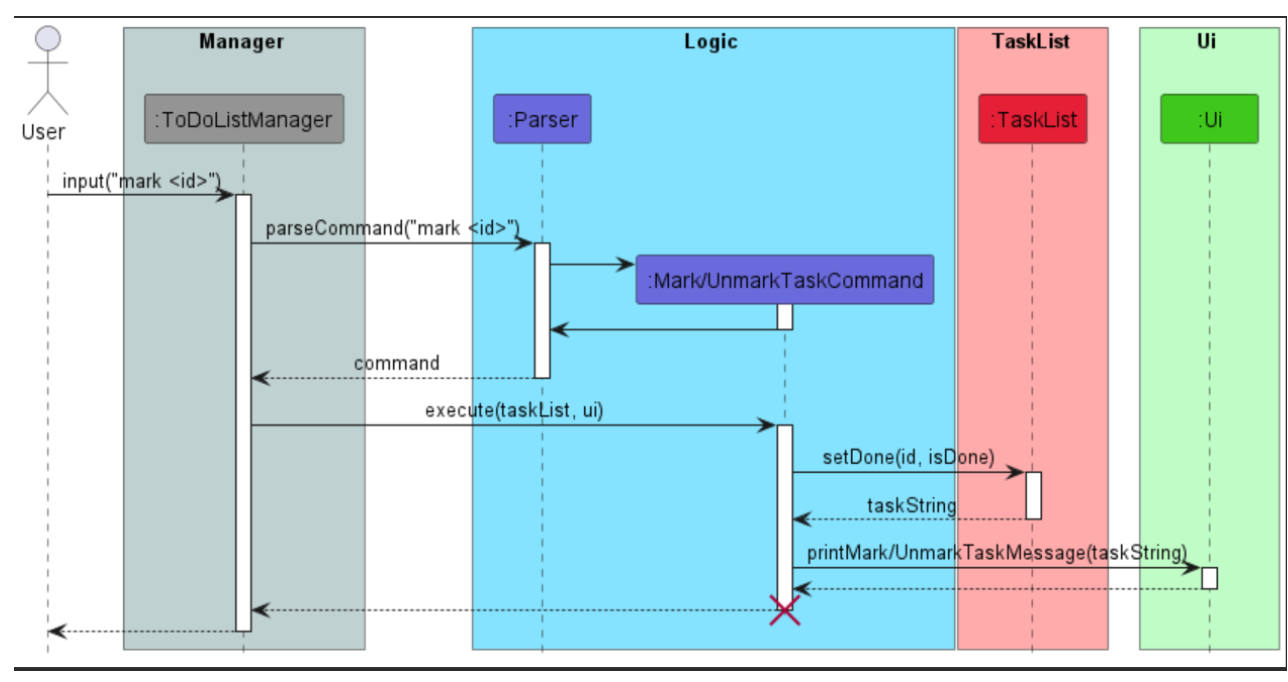 Manager
Logic
TaskList
Ui
User
:ToDoListManager
:Parser
:TaskList
:Ui
input("mark <id>")
parseCommand("mark <id>")
:Mark/UnmarkTaskCommand
command
execute(taskList, ui)
setDone(id, isDone)
taskString
printMark/UnmarkTaskMessage(taskString)